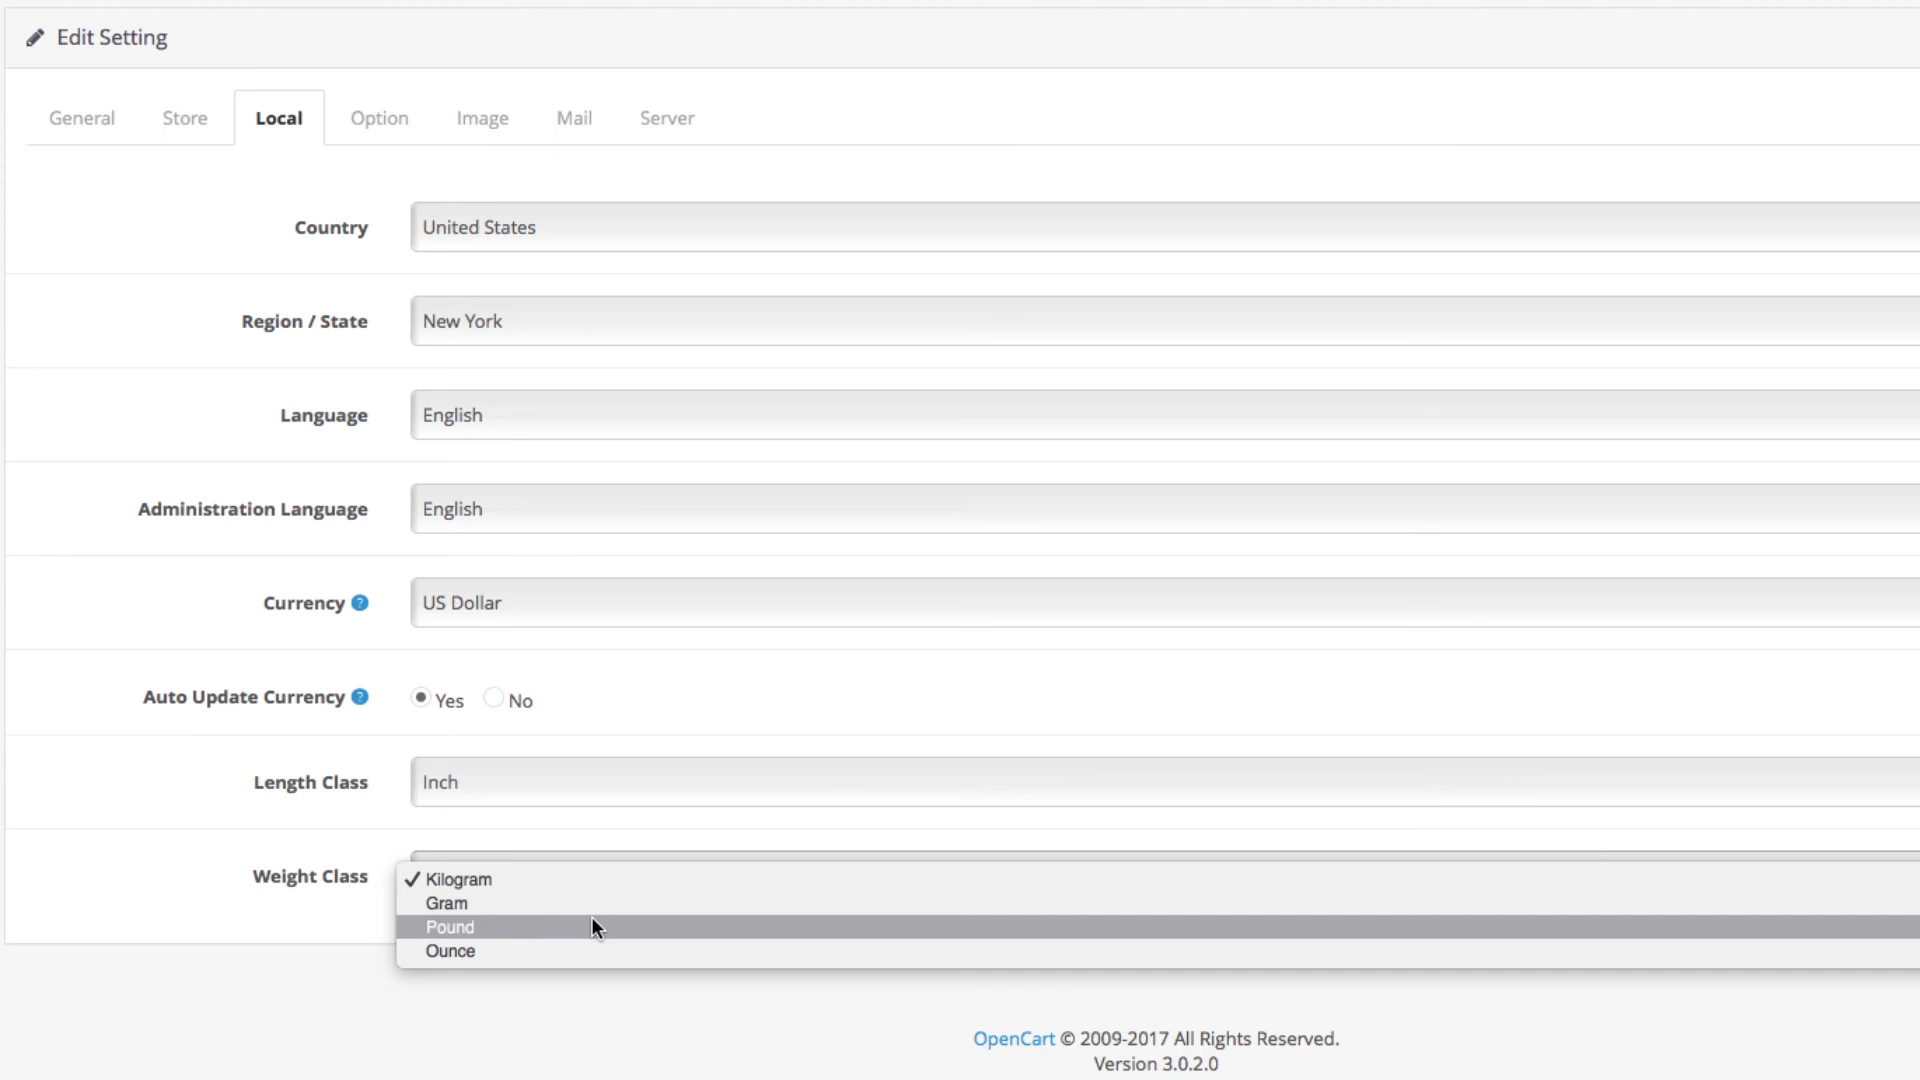 Edit Setting
General Store Local Option Image Mail Server
Country United States
Region / State New York
Language English
Administration Language English
Currency ? US Dollar
Auto Update Currency ? Yes No
Length Class Inch
Weight Class ✓ Kilogram
Gram
Pound
Ounce
OpenCart © 2009-2017 All Rights Reserved.
Version 3.0.2.0